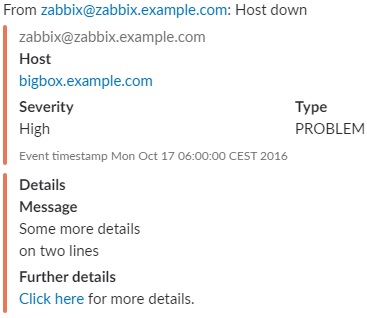 From zabbix@zabbix.example.com: Host down
zabbix@zabbix.example.com
Host
bigbox.example.com
Severity Type
High PROBLEM
Event timestamp Mon Oct 17 06:00:00 CEST 2016
Details
Message
Some more details
on two lines
Further details
Click here for more details.